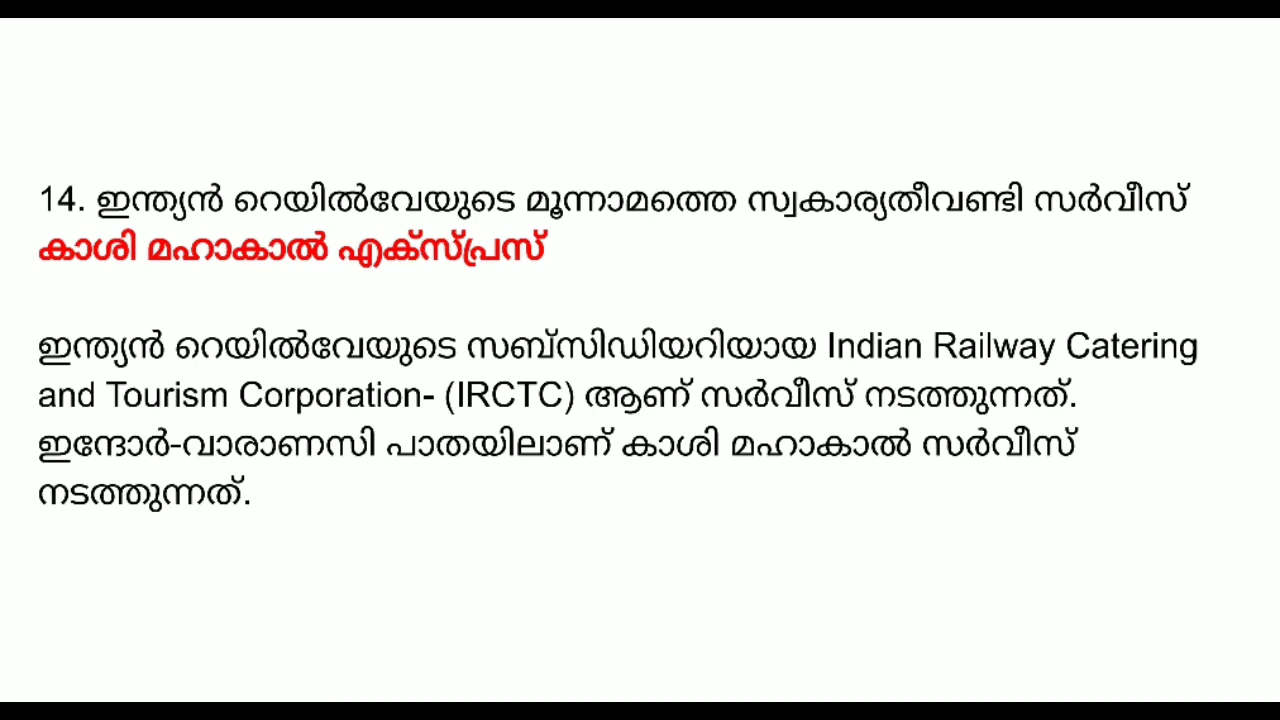 14. ഇന്ത്യൻ റെയിൽവേയുടെ മൂന്നാമത്തെ സ്വകാര്യതീവണ്ടി സർവീസ്
കാശി മഹാകാൽ എക്സ്പ്രസ്
ഇന്ത്യൻ റെയിൽവേയുടെ സബ്സിഡിയറിയായ Indian Railway Catering
and Tourism Corporation- (IRCTC) ആണ് സർവീസ് നടത്തുന്നത്.
ഇന്ദോർ-വാരാണസി പാതയിലാണ് കാശി മഹാകാൽ സർവീസ്
നടത്തുന്നത്.